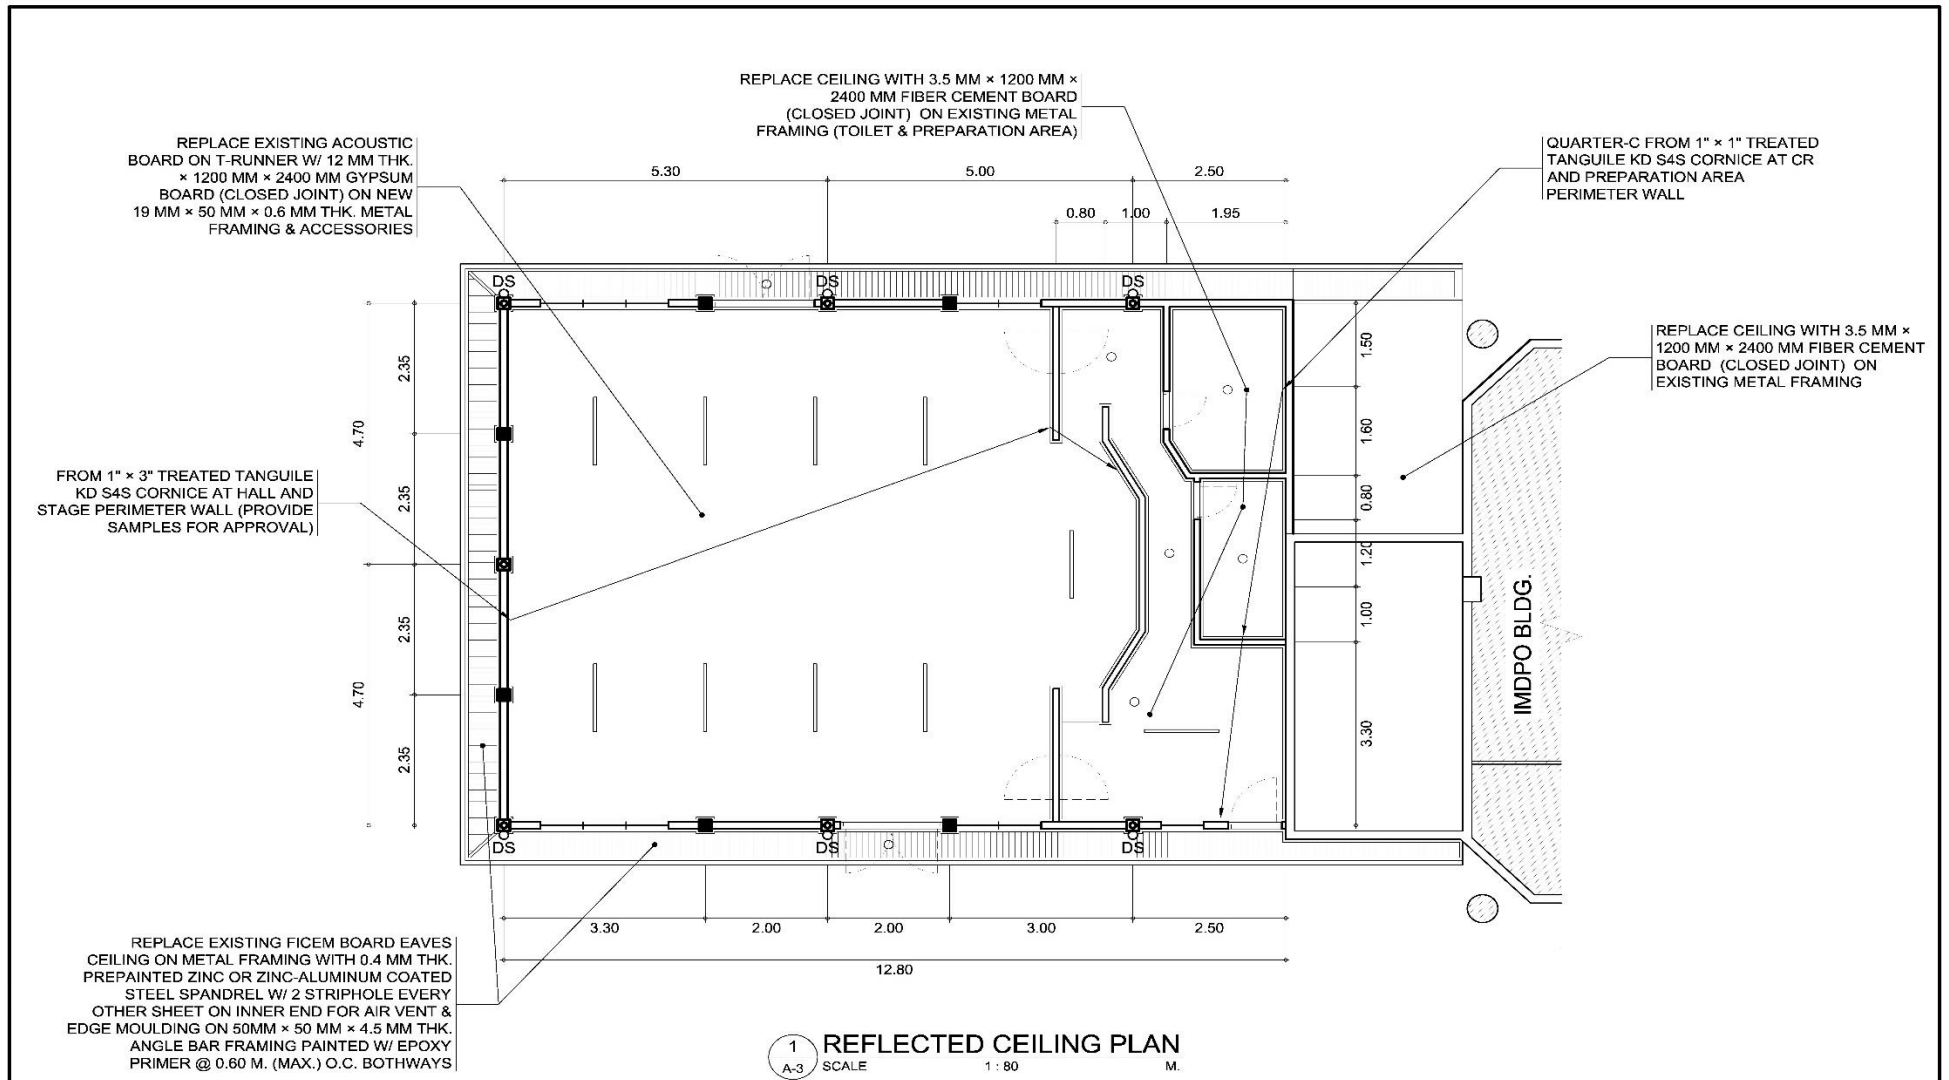 REPLACE CEILING WITH 3.5 MM × 1200 MM ×
2400 MM FIBER CEMENT BOARD
(CLOSED JOINT) ON EXISTING METAL
FRAMING (TOILET & PREPARATION AREA)
REPLACE EXISTING ACOUSTIC
BOARD ON T-RUNNER W/ 12 MM THK.
× 1200 MM × 2400 MM GYPSUM
BOARD (CLOSED JOINT) ON NEW
19 MM × 50 MM × 0.6 MM THK. METAL
FRAMING & ACCESSORIES
QUARTER-C FROM 1" × 1" TREATED
TANGUILE KD S4S CORNICE AT CR
AND PREPARATION AREA
PERIMETER WALL
5.30
5.00
2.50
0.80
1.00
1.95
DS
DS
DS
REPLACE CEILING WITH 3.5 MM ×
1200 MM × 2400 MM FIBER CEMENT
BOARD (CLOSED JOINT) ON
EXISTING METAL FRAMING
4.70
4.70
2.35
2.35
2.35
2.35
1.50
1.60
0.80
1.20
1.00
3.30
FROM 1" × 3" TREATED TANGUILE
KD S4S CORNICE AT HALL AND
STAGE PERIMETER WALL (PROVIDE
SAMPLES FOR APPROVAL)
IMDPO BLDG.
DS
DS
DS
3.30
2.00
2.00
3.00
2.50
12.80
REPLACE EXISTING FICEM BOARD EAVES
CEILING ON METAL FRAMING WITH 0.4 MM THK.
PREPAINTED ZINC OR ZINC-ALUMINUM COATED
STEEL SPANDREL W/ 2 STRIPHOLE EVERY
OTHER SHEET ON INNER END FOR AIR VENT &
EDGE MOULDING ON 50MM × 50 MM × 4.5 MM THK.
ANGLE BAR FRAMING PAINTED W/ EPOXY
PRIMER @ 0.60 M. (MAX.) O.C. BOTHWAYS
1
A-3
REFLECTED CEILING PLAN
SCALE 1 : 80 M.